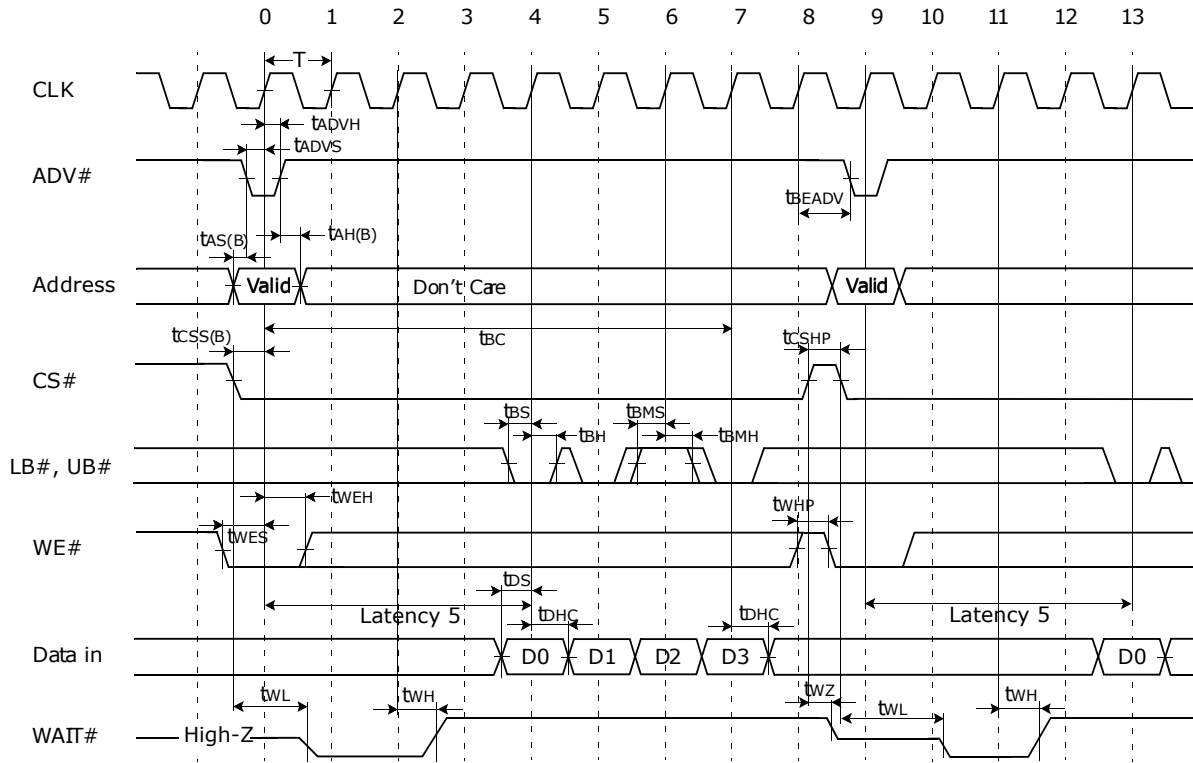 0 1 2 3 4 5 6 7 8 9 10 11 12 13
T
CLK
tADVH
tADVS
ADV#
tBEADV
tAS(B)
tAH(B)
Address
Valid
Don't Care
Valid
tCSS(B)
tBC
tCSHP
CS#
tBS
tBH
tBMS
tBMH
LB#, UB#
tWEH
tWHP
tWES
WE#
tDS
Latency 5
tDHC
tDHC
Latency 5
Data in
D0 D1 D2 D3 D0
tWL
tWH
tWZ
tWL
tWH
WAIT#
High-Z